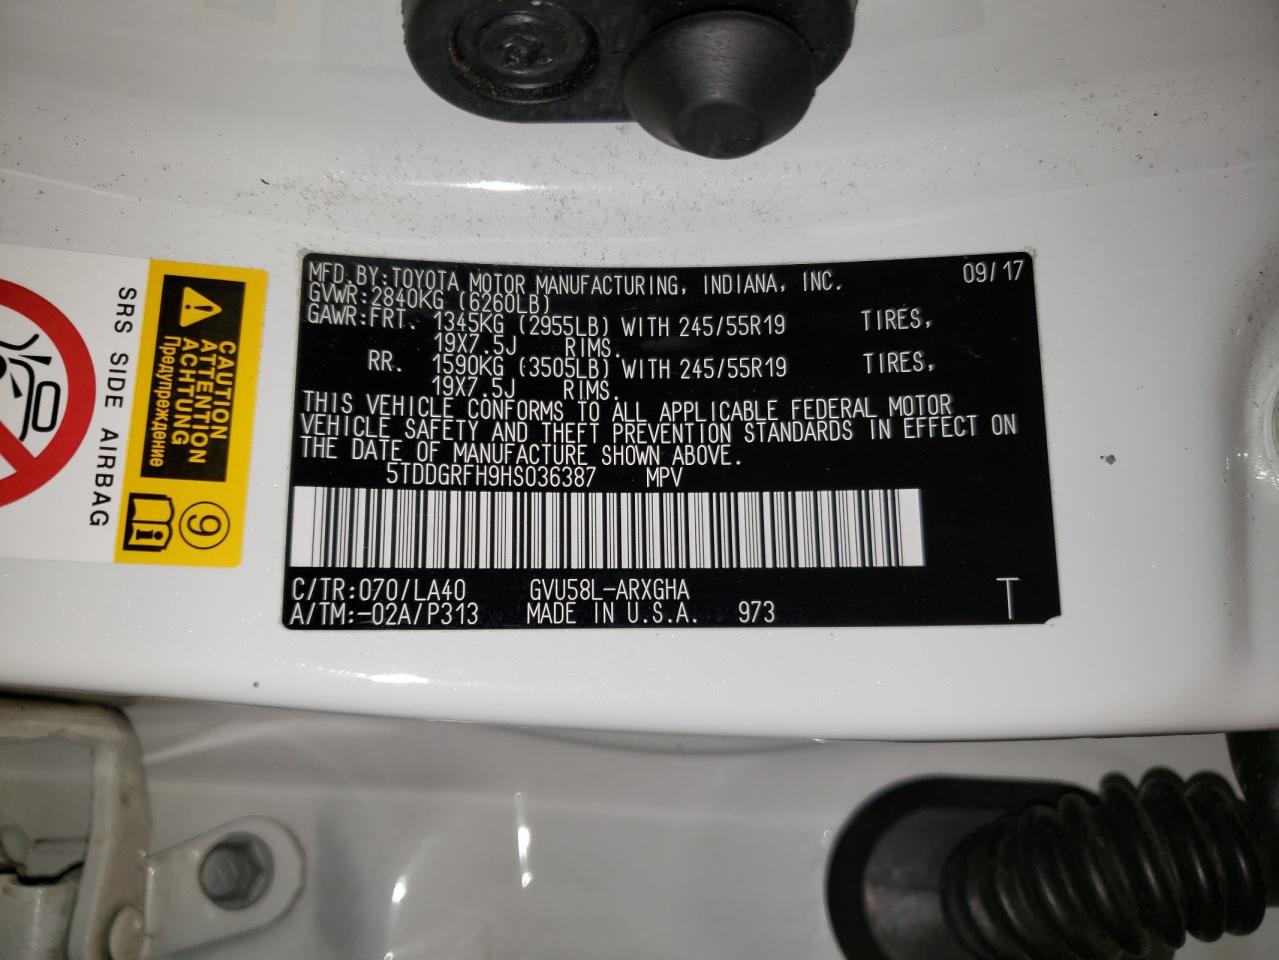 MFD. BY: TOYOTA MOTOR MANUFACTURING, INDIANA, INC. 09/17
GVWR: 2840KG (6260LB)
GAWR: FRT. 1345KG (2955LB) WITH 245/55R19 TIRES,
19X7.5J RIMS.
RR. 1590KG (3505LB) WITH 245/55R19 TIRES,
19X7.5J RIMS.
THIS VEHICLE CONFORMS TO ALL APPLICABLE FEDERAL MOTOR
VEHICLE SAFETY AND THEFT PREVENTION STANDARDS IN EFFECT ON
THE DATE OF MANUFACTURE SHOWN ABOVE.
5TDDGRFH9HS036387 MPV
C/TR: 070/LA40 GVU58L-ARXGHA
A/TM: -02A/P313 MADE IN U.S.A. 973
T
CAUTION
ATTENTION
ACHTUNG
Предупреждение
9
SRS SIDE AIRBAG